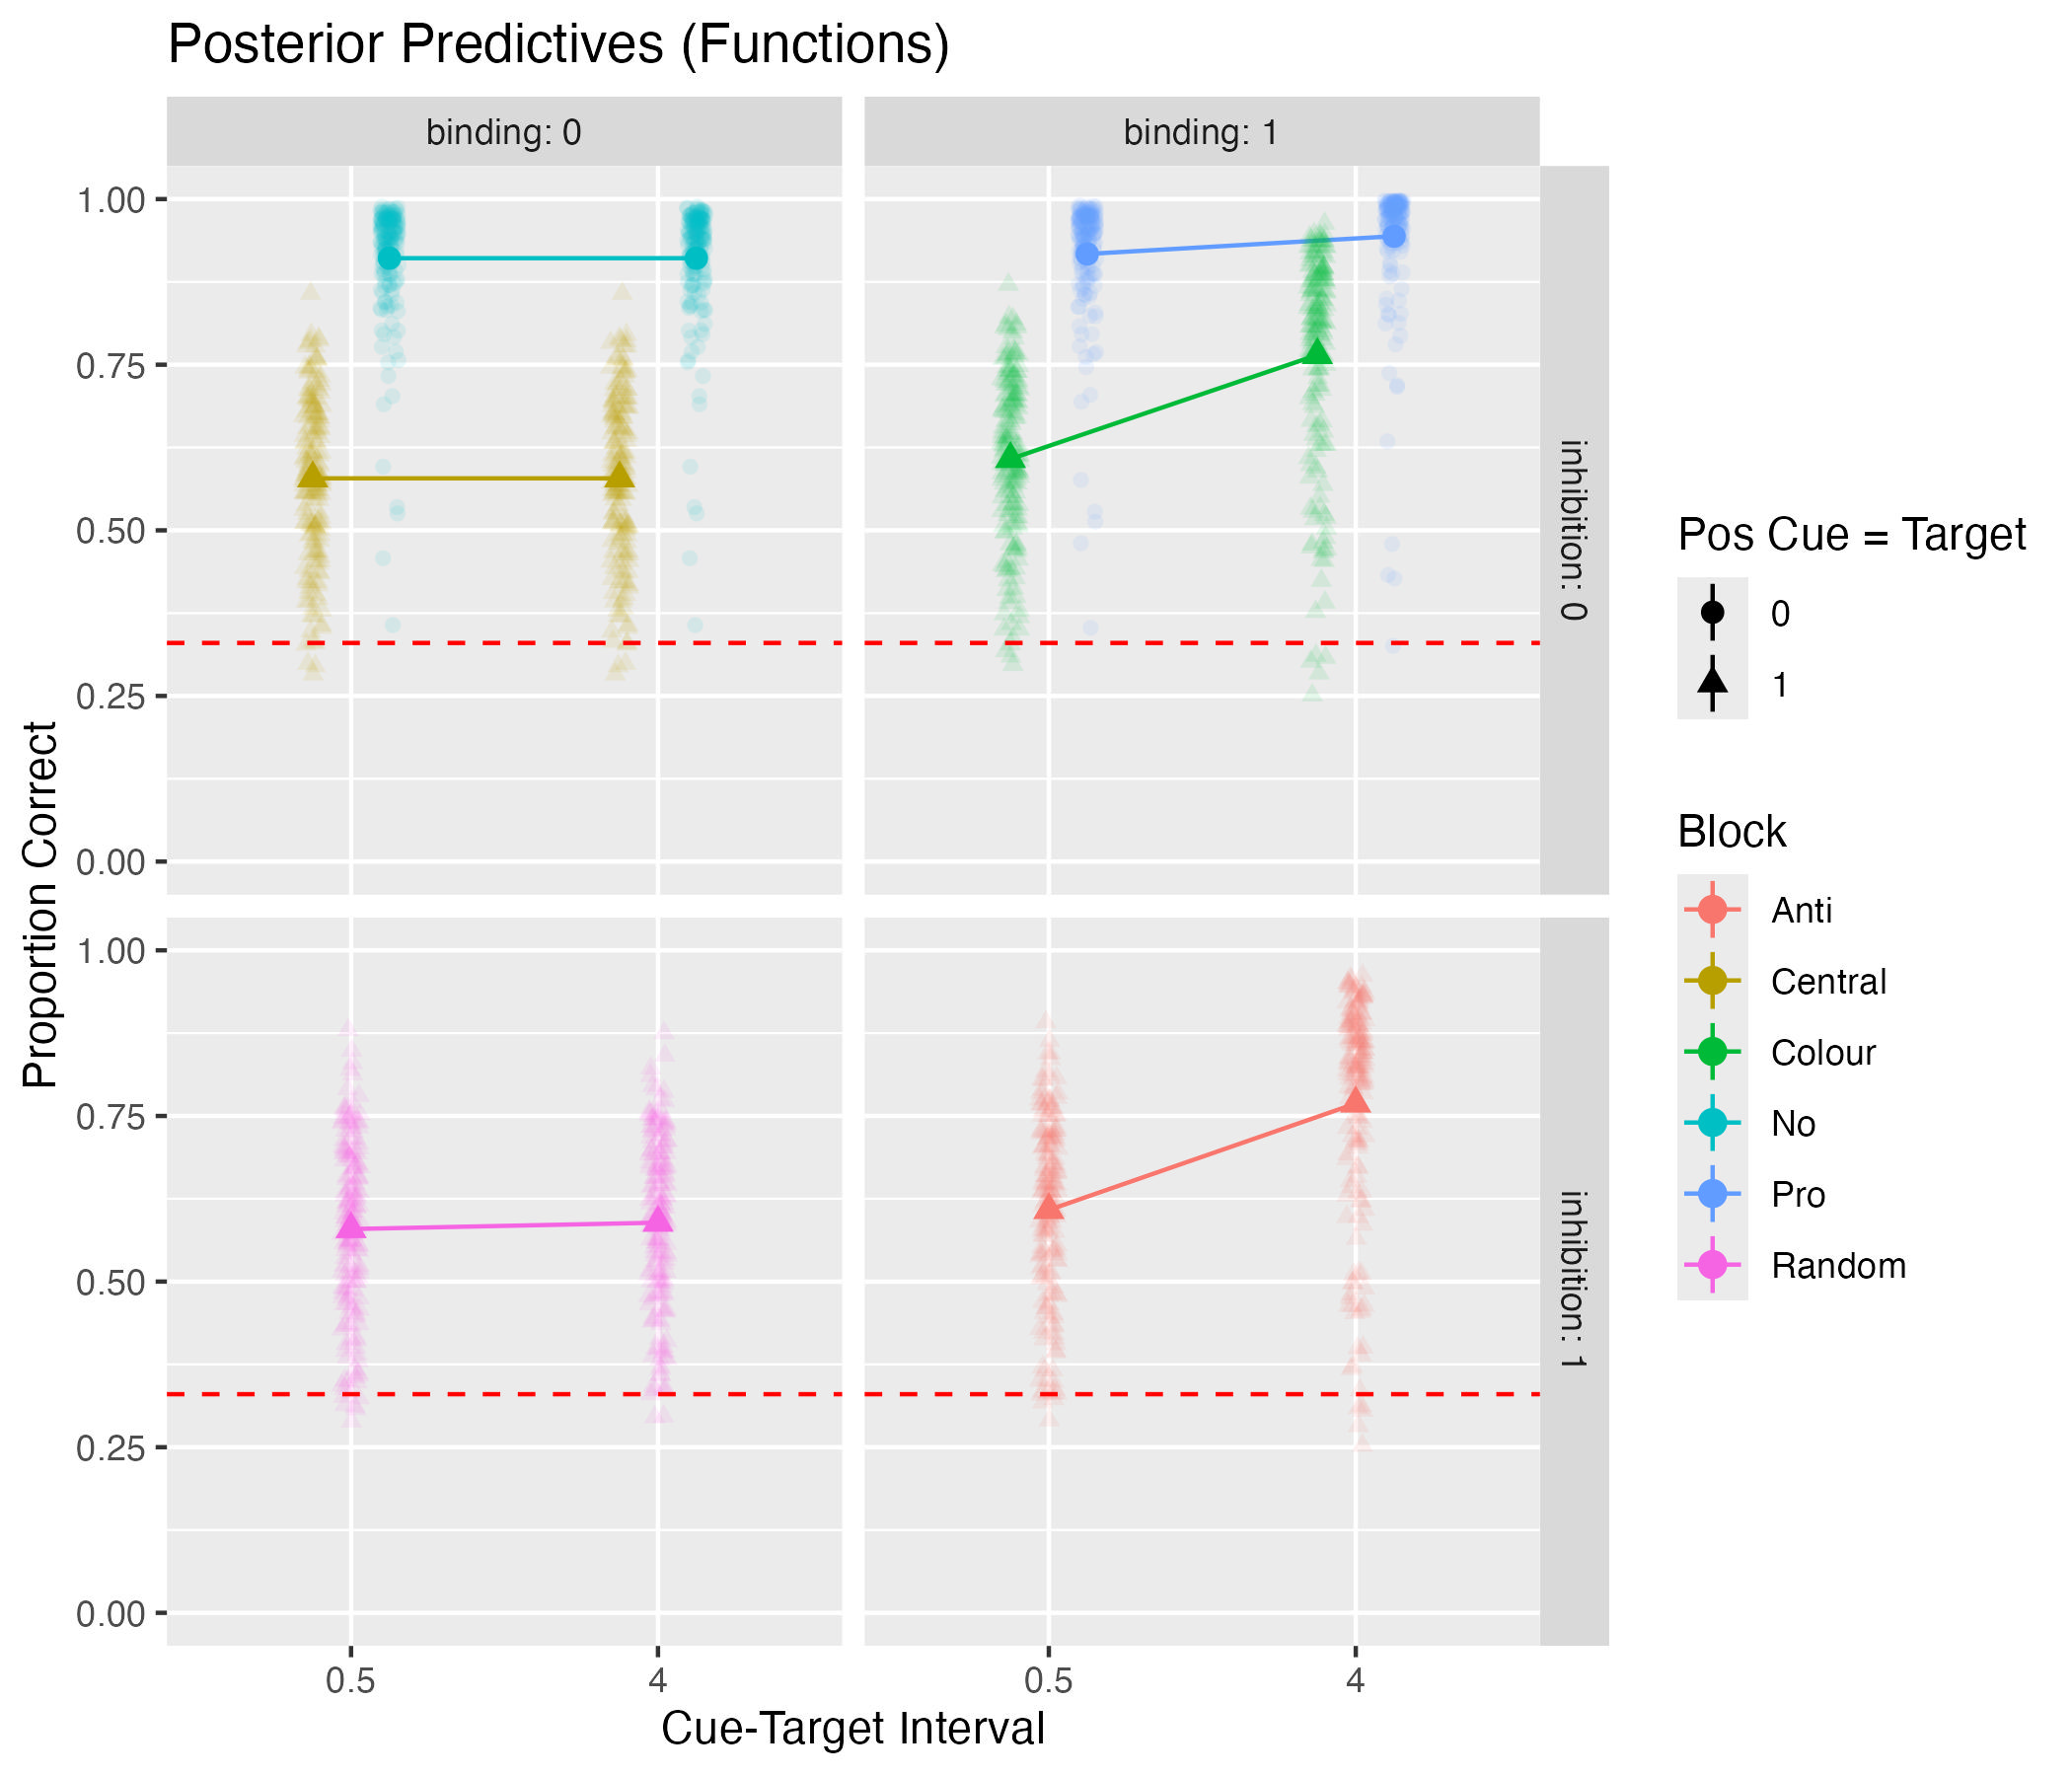 Posterior Predictives (Functions)
binding: 0
binding: 1
1.00
0.75
0.50
0.25
0.00
inhibition: 0
1.00
0.75
0.50
0.25
0.00
inhibition: 1
0.5
4
0.5
4
Cue-Target Interval
Proportion Correct
Pos Cue = Target
0
1
Block
Anti
Central
Colour
No
Pro
Random